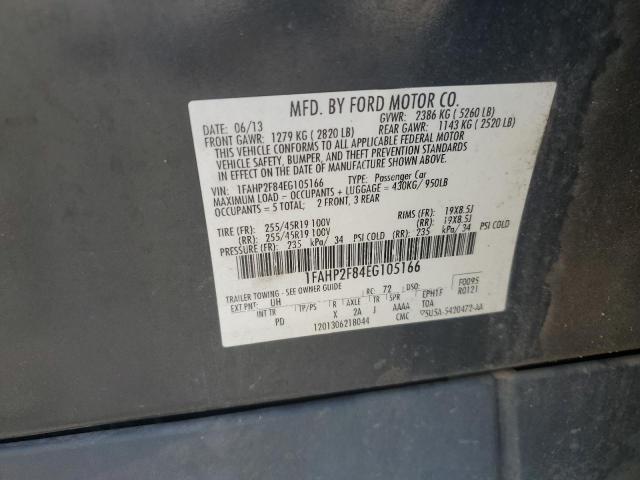 MFD. BY FORD MOTOR CO.
DATE: 06/13 GVWR: 2386 KG ( 5260 LB)
FRONT GAWR: 1279 KG ( 2820 LB) REAR GAWR: 1143 KG ( 2520 LB)
THIS VEHICLE CONFORMS TO ALL APPLICABLE FEDERAL MOTOR
VEHICLE SAFETY, BUMPER, AND THEFT PREVENTION STANDARDS
IN EFFECT ON THE DATE OF MANUFACTURE SHOWN ABOVE.
VIN: 1FAHP2F84EG105166 TYPE: Passenger Car
MAXIMUM LOAD = OCCUPANTS + LUGGAGE = 430KG/ 950LB
OCCUPANTS = 5 TOTAL; 2 FRONT, 3 REAR
TIRE (FR): 255/45R19 100V RIMS (FR): 19X8.5J
(RR): 255/45R19 100V (RR): 19X8.5J
PRESSURE (FR): 235 kPa/ 34 PSI COLD (RR): 235 kPa/ 34 PSI COLD
1FAHP2F84EG105166
TRAILER TOWING - SEE OWNER GUIDE
EXT PNT: UH RC: 72 DSO: F0095
R0121
INT TR TP/PS R AXLE TR SPR EPH1F
PD X 2A J AAAA TOA
1201306218044 CMC 5U5A-5420472-AA